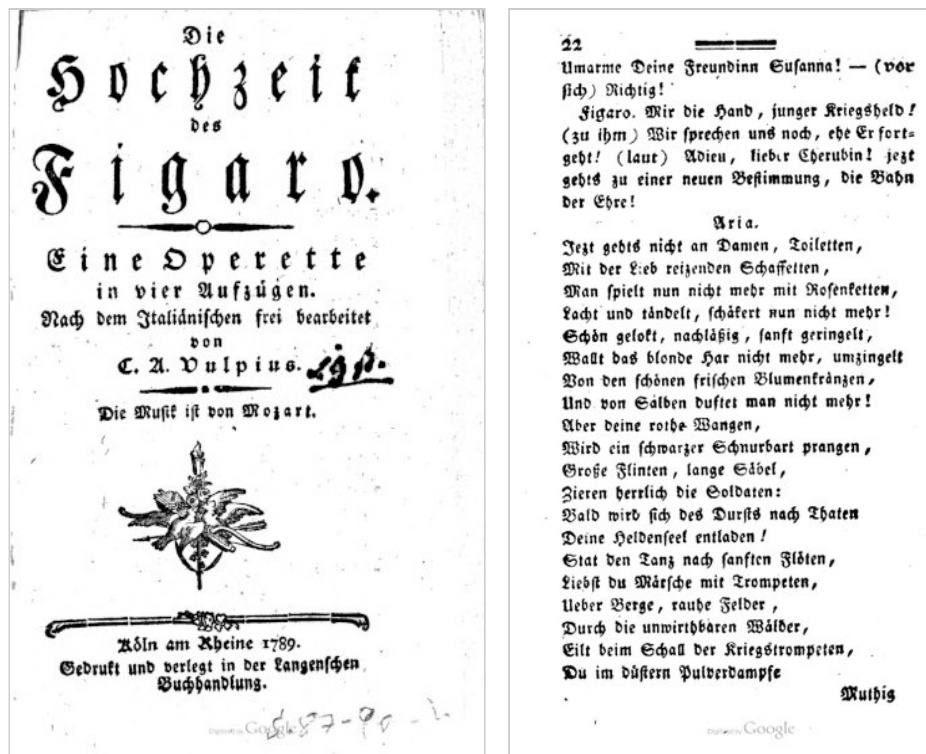 Die
Hochzeit
des
Figaro.
Eine Operette
in vier Aufzügen.
Nach dem Italiänischen frei bearbeitet
von
C. A. Vulpius.
Die Musik ist von Mozart.
Köln am Rheine 1789.
Gedrukt und verlegt in der Langenschen
Buchhandlung.
Digitized by Google
22
Umarme Deine Freundinn Susanna! — (vor
sich) Richtig!
Figaro. Mir die Hand, junger Kriegsheld!
(zu ihm) Wir sprechen uns noch, ehe Er fort=
geht! (laut) Adieu, lieber Cherubin! jezt
gehts zu einer neuen Bestimmung, die Bahn
der Ehre!
Aria.
Jezt gehts nicht an Damen, Toiletten,
Mit der Lieb reizenden Schaffetten,
Man spielt nun nicht mehr mit Rosenketten,
Lacht und tändelt, schäkert nun nicht mehr!
Schön gelokt, nachläßig, sanft geringelt,
Wallt das blonde Har nicht mehr, umzingelt
Von den schönen frischen Blumenkränzen,
Und von Salben duftet man nicht mehr!
Aber deine rothe Wangen,
Wird ein schwarzer Schnurbart prangen,
Große Flinten, lange Säbel,
Zieren herrlich die Soldaten:
Bald wird sich des Dursts nach Thaten
Deine Heldenseel entladen!
Stat den Tanz nach sanften Flöten,
Liebst du Märsche mit Trompeten,
Ueber Berge, rauhe Felder,
Durch die unwirthbaren Wälder,
Eilt beim Schall der Kriegstrompeten,
Du im düstern Pulverdampfe
Muthig
Digitized by Google